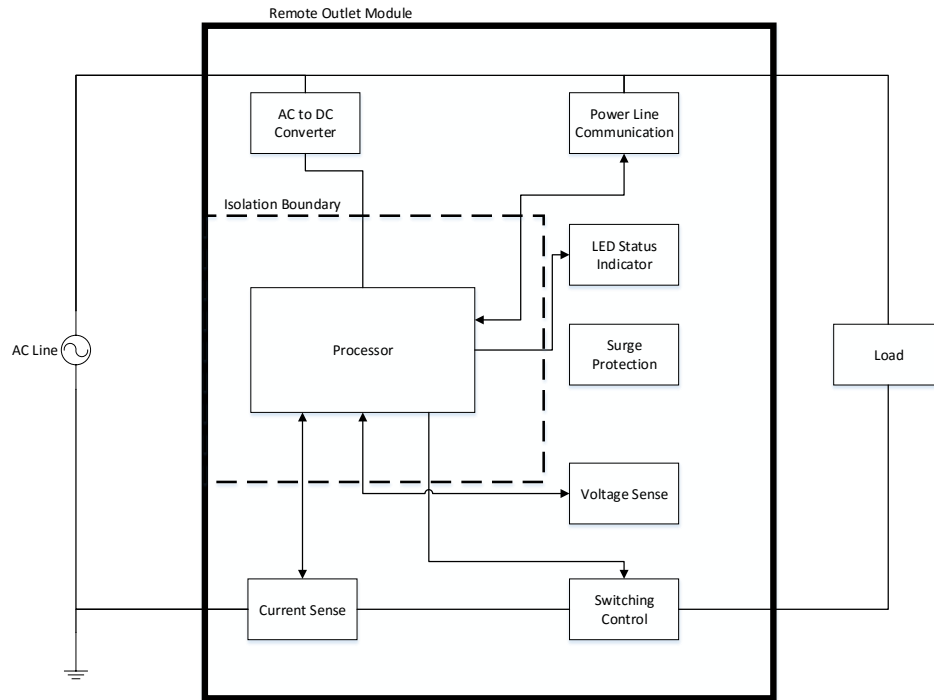 Remote Outlet Module
AC to DC
Converter
Power Line
Communication
Isolation Boundary
LED Status
Indicator
Processor
AC Line
Surge
Protection
Load
Voltage Sense
Current Sense
Switching
Control